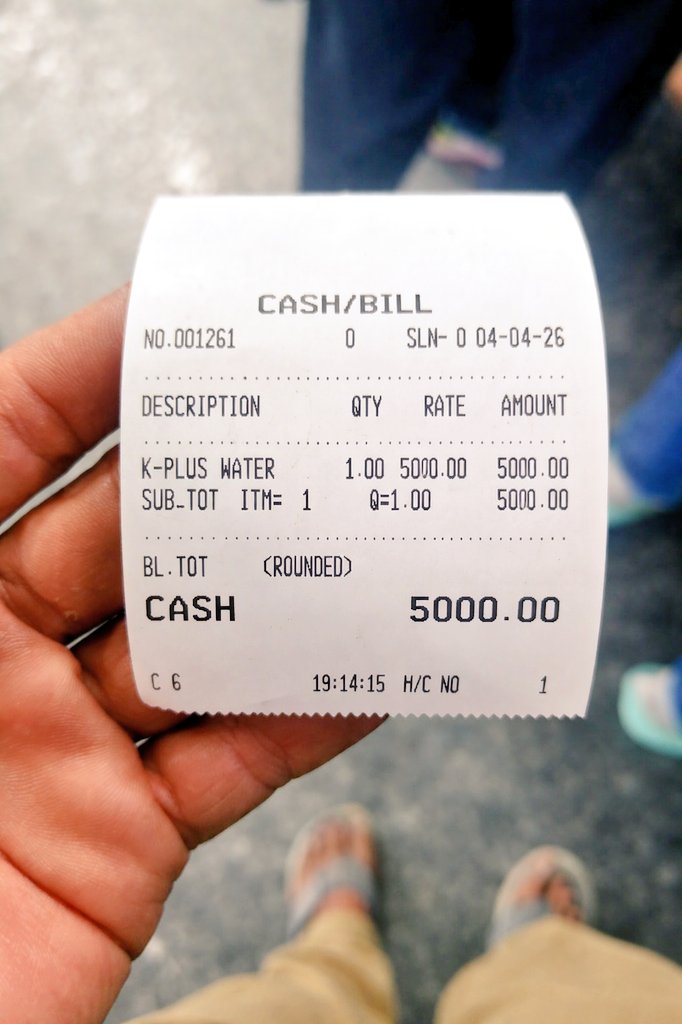 CASH/BILL
NO.001261 0 SLN- 0 04-04-26
DESCRIPTION QTY RATE AMOUNT
K-PLUS WATER 1.00 5000.00 5000.00
SUB-TOT ITM= 1 Q=1.00 5000.00
BL.TOT (ROUNDED)
CASH 5000.00
C 6 19:14:15 H/C NO 1